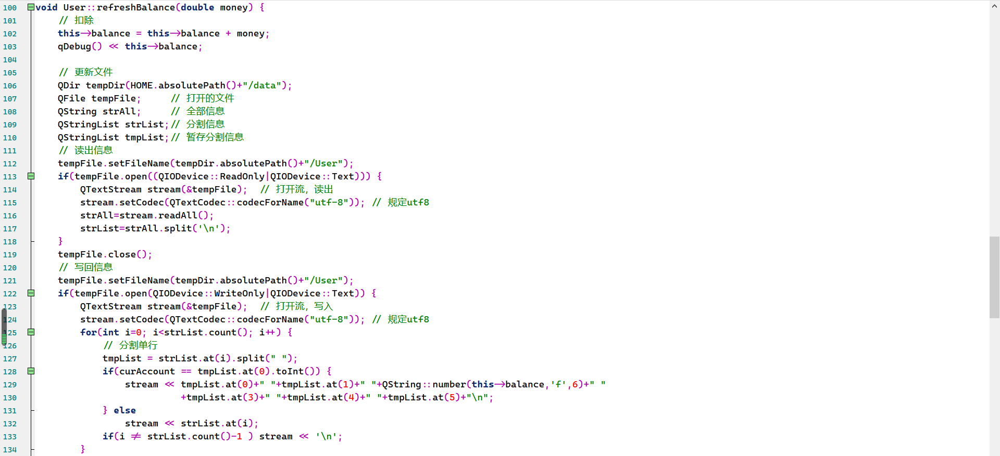 100 void User::refreshBalance(double money) {
101     // 扣除
102     this->balance = this->balance + money;
103     qDebug() << this->balance;
104
105     // 更新文件
106     QDir tempDir(HOME.absolutePath()+"/data");
107     QFile tempFile;     // 打开的文件
108     QString strAll;     // 全部信息
109     QStringList strList;// 分割信息
110     QStringList tmpList;// 暂存分割信息
111     // 读出信息
112     tempFile.setFileName(tempDir.absolutePath()+"/User");
113     if(tempFile.open((QIODevice::ReadOnly|QIODevice::Text))) {
114         QTextStream stream(&tempFile);  // 打开流，读出
115         stream.setCodec(QTextCodec::codecForName("utf-8")); // 规定utf8
116         strAll=stream.readAll();
117         strList=strAll.split('\n');
118     }
119     tempFile.close();
120     // 写回信息
121     tempFile.setFileName(tempDir.absolutePath()+"/User");
122     if(tempFile.open(QIODevice::WriteOnly|QIODevice::Text)) {
123         QTextStream stream(&tempFile);  // 打开流，写入
124         stream.setCodec(QTextCodec::codecForName("utf-8")); // 规定utf8
125         for(int i=0; i<strList.count(); i++) {
126             // 分割单行
127             tmpList = strList.at(i).split(" ");
128             if(curAccount == tmpList.at(0).toInt()) {
129                 stream << tmpList.at(0)+" "+tmpList.at(1)+" "+QString::number(this->balance,'f',6)+" "
130                           +tmpList.at(3)+" "+tmpList.at(4)+" "+tmpList.at(5)+"\n";
131             } else
132                 stream << strList.at(i);
133             if(i != strList.count()-1 ) stream << '\n';
134         }